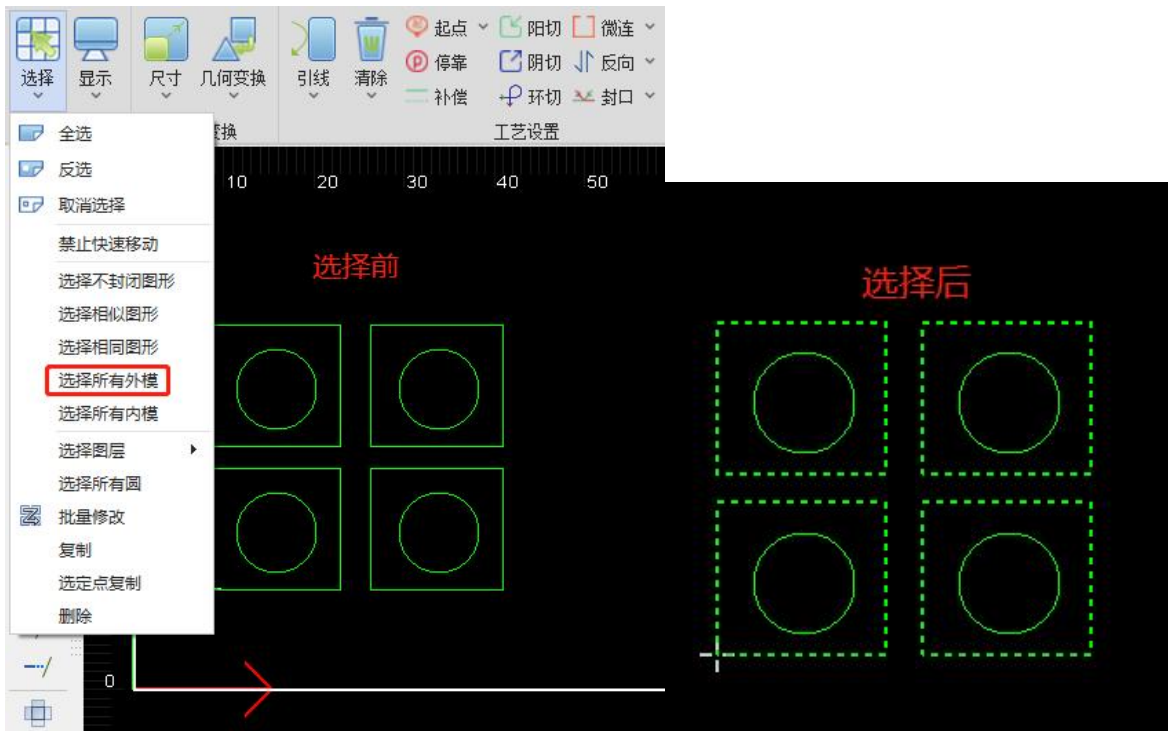 选择
显示
尺寸
几何变换
引线
清除
起点
阳切
微连
停靠
阴切
反向
补偿
环切
封口
变换
工艺设置
全选
反选
取消选择
禁止快速移动
选择不封闭图形
选择相似图形
选择相同图形
选择所有外模
选择所有内模
选择图层
选择所有圆
批量修改
复制
选定点复制
删除
10 20 30 40 50
选择前
选择后
0